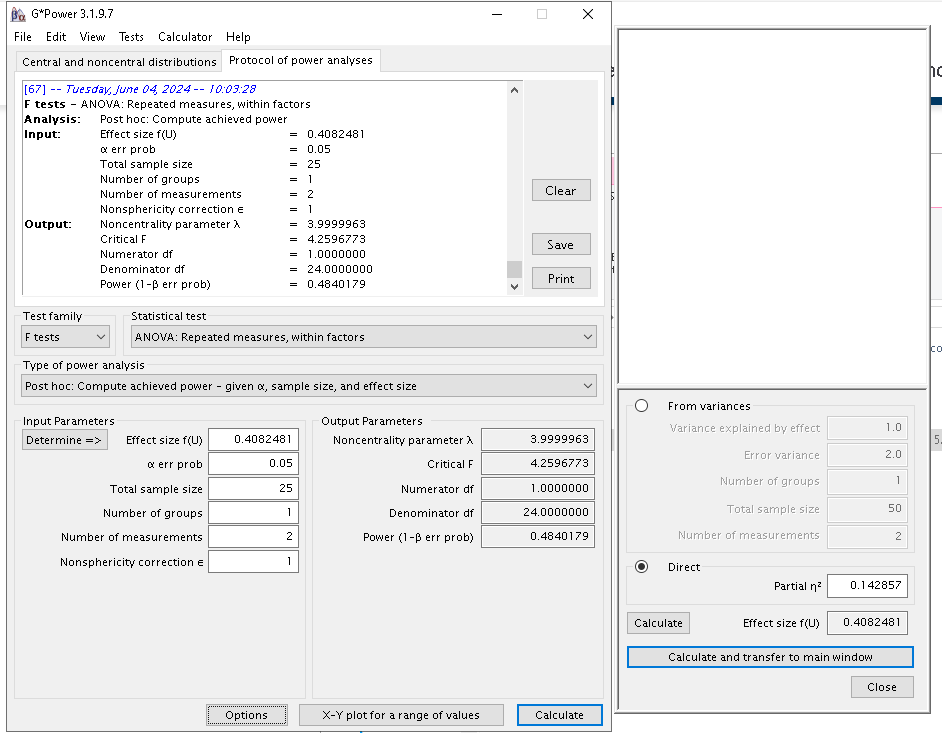 G*Power 3.1.9.7
File Edit View Tests Calculator Help
Central and noncentral distributions Protocol of power analyses
[67] -- Tuesday, June 04, 2024 -- 10:03:28
F tests - ANOVA: Repeated measures, within factors
Analysis: Post hoc: Compute achieved power
Input: Effect size f(U) = 0.4082481
α err prob = 0.05
Total sample size = 25
Number of groups = 1
Number of measurements = 2
Nonsphericity correction ϵ = 1
Output: Noncentrality parameter λ = 3.9999963
Critical F = 4.2596773
Numerator df = 1.0000000
Denominator df = 24.0000000
Power (1-β err prob) = 0.4840179
Clear
Save
Print
Test family
F tests
Statistical test
ANOVA: Repeated measures, within factors
Type of power analysis
Post hoc: Compute achieved power - given α, sample size, and effect size
Input Parameters
Determine => Effect size f(U) 0.4082481
α err prob 0.05
Total sample size 25
Number of groups 1
Number of measurements 2
Nonsphericity correction ϵ 1
Output Parameters
Noncentrality parameter λ 3.9999963
Critical F 4.2596773
Numerator df 1.0000000
Denominator df 24.0000000
Power (1-β err prob) 0.4840179
Options X-Y plot for a range of values Calculate
From variances
Variance explained by effect 1.0
Error variance 2.0
Number of groups 1
Total sample size 50
Number of measurements 2
Direct
Partial η² 0.142857
Calculate Effect size f(U) 0.4082481
Calculate and transfer to main window
Close